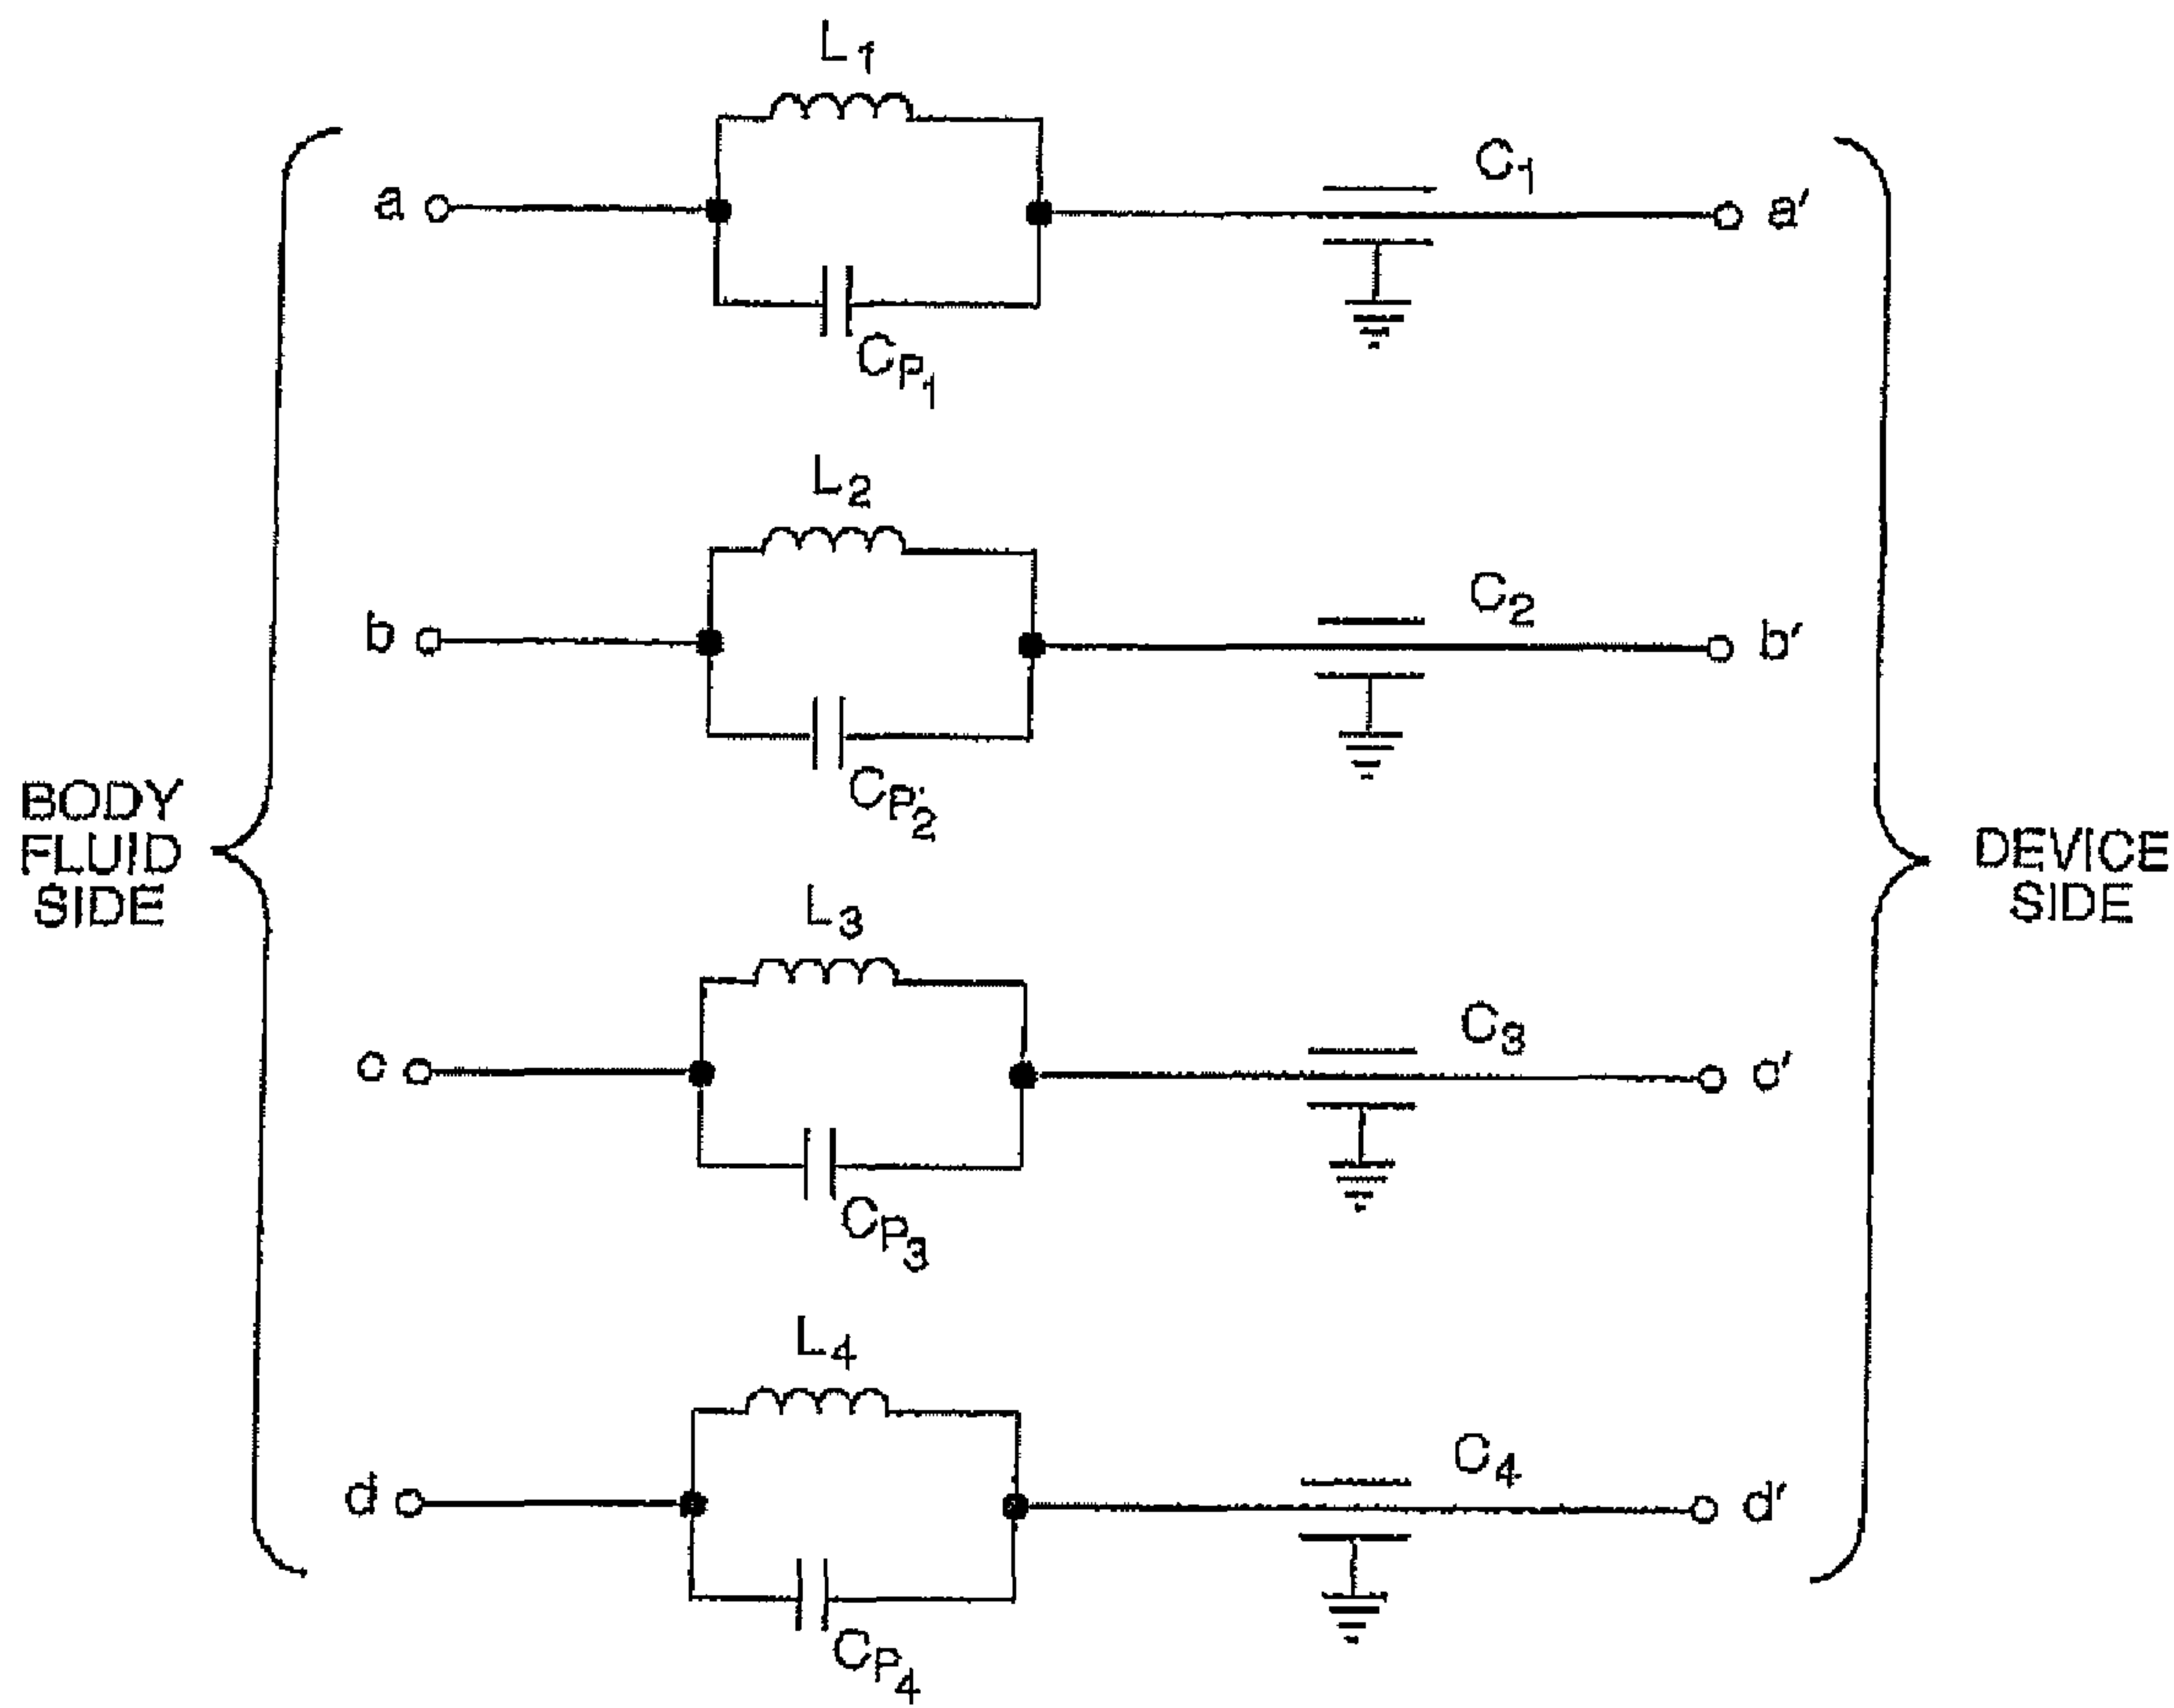 L1
C1
a
a′
CP1
L2
C2
b
b′
CP2
BODY
FLUID
SIDE
DEVICE
SIDE
L3
C3
c
c′
CP3
L4
C4
d
d′
CP4